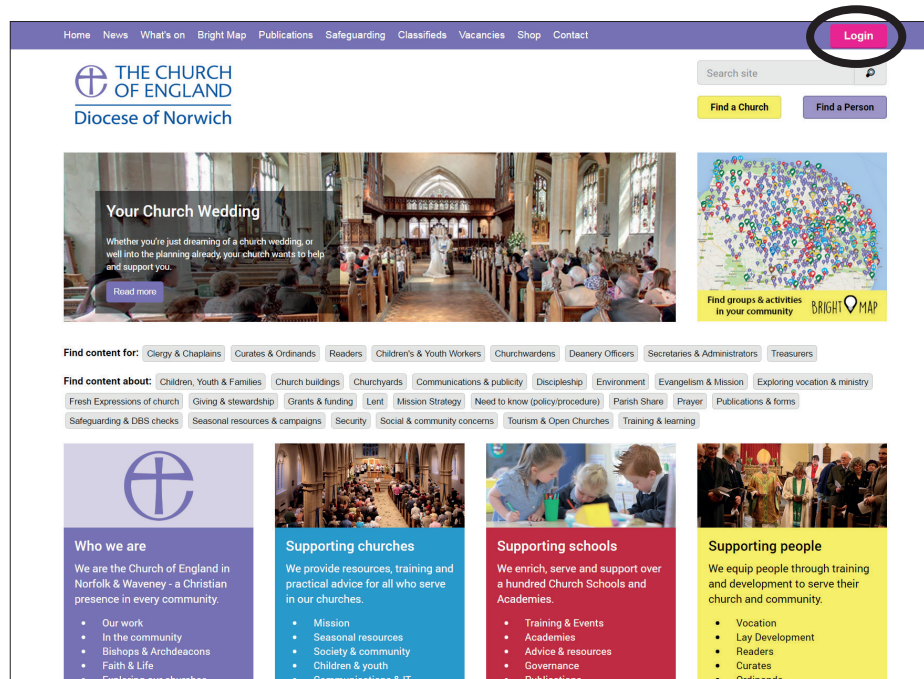 Home News What's on Bright Map Publications Safeguarding Classifieds Vacancies Shop Contact Login
THE CHURCH
OF ENGLAND
Diocese of Norwich
Search site
Find a Church Find a Person
Your Church Wedding
Whether you're just dreaming of a church wedding, or
well into the planning already, your church wants to help
and support you.
Read more
Find groups & activities
in your community
BRIGHT MAP
Find content for: Clergy & Chaplains Curates & Ordinands Readers Children's & Youth Workers Churchwardens Deanery Officers Secretaries & Administrators Treasurers
Find content about: Children, Youth & Families Church buildings Churchyards Communications & publicity Discipleship Environment Evangelism & Mission Exploring vocation & ministry
Fresh Expressions of church Giving & stewardship Grants & funding Lent Mission Strategy Need to know (policy/procedure) Parish Share Prayer Publications & forms
Safeguarding & DBS checks Seasonal resources & campaigns Security Social & community concerns Tourism & Open Churches Training & learning
Who we are
We are the Church of England in
Norfolk & Waveney - a Christian
presence in every community.
• Our work
• In the community
• Bishops & Archdeacons
• Faith & Life
• Exploring our churches
Supporting churches
We provide resources, training and
practical advice for all who serve
in our churches.
• Mission
• Seasonal resources
• Society & community
• Children & youth
• Communications & IT
Supporting schools
We enrich, serve and support over
a hundred Church Schools and
Academies.
• Training & Events
• Academies
• Advice & resources
• Governance
• Publications
Supporting people
We equip people through training
and development to serve their
church and community.
• Vocation
• Lay Development
• Readers
• Curates
• Ordinands